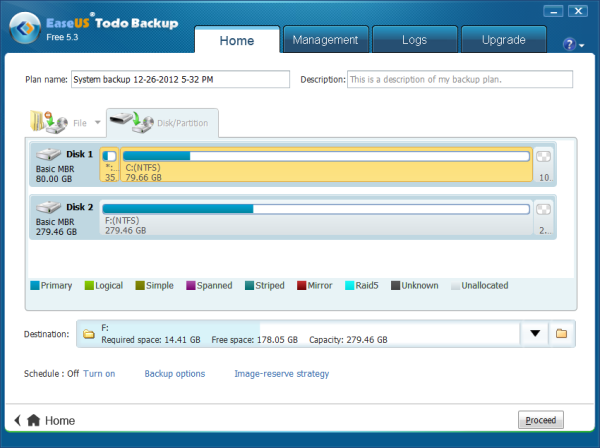 EaseUS® Todo Backup
Free 5.3
Home Management Logs Upgrade ?
Plan name: System backup 12-26-2012 5-32 PM Description: This is a description of my backup plan.
File Disk/Partition
Disk 1
Basic MBR
80.00 GB
*:...
35
C:(NTFS)
79.66 GB
10...
Disk 2
Basic MBR
279.46 GB
F:(NTFS)
279.46 GB
2...
Primary Logical Simple Spanned Striped Mirror Raid5 Unknown Unallocated
Destination: F:
Required space: 14.41 GB Free space: 178.05 GB Capacity: 279.46 GB
Schedule : Off Turn on Backup options Image-reserve strategy
Home Proceed